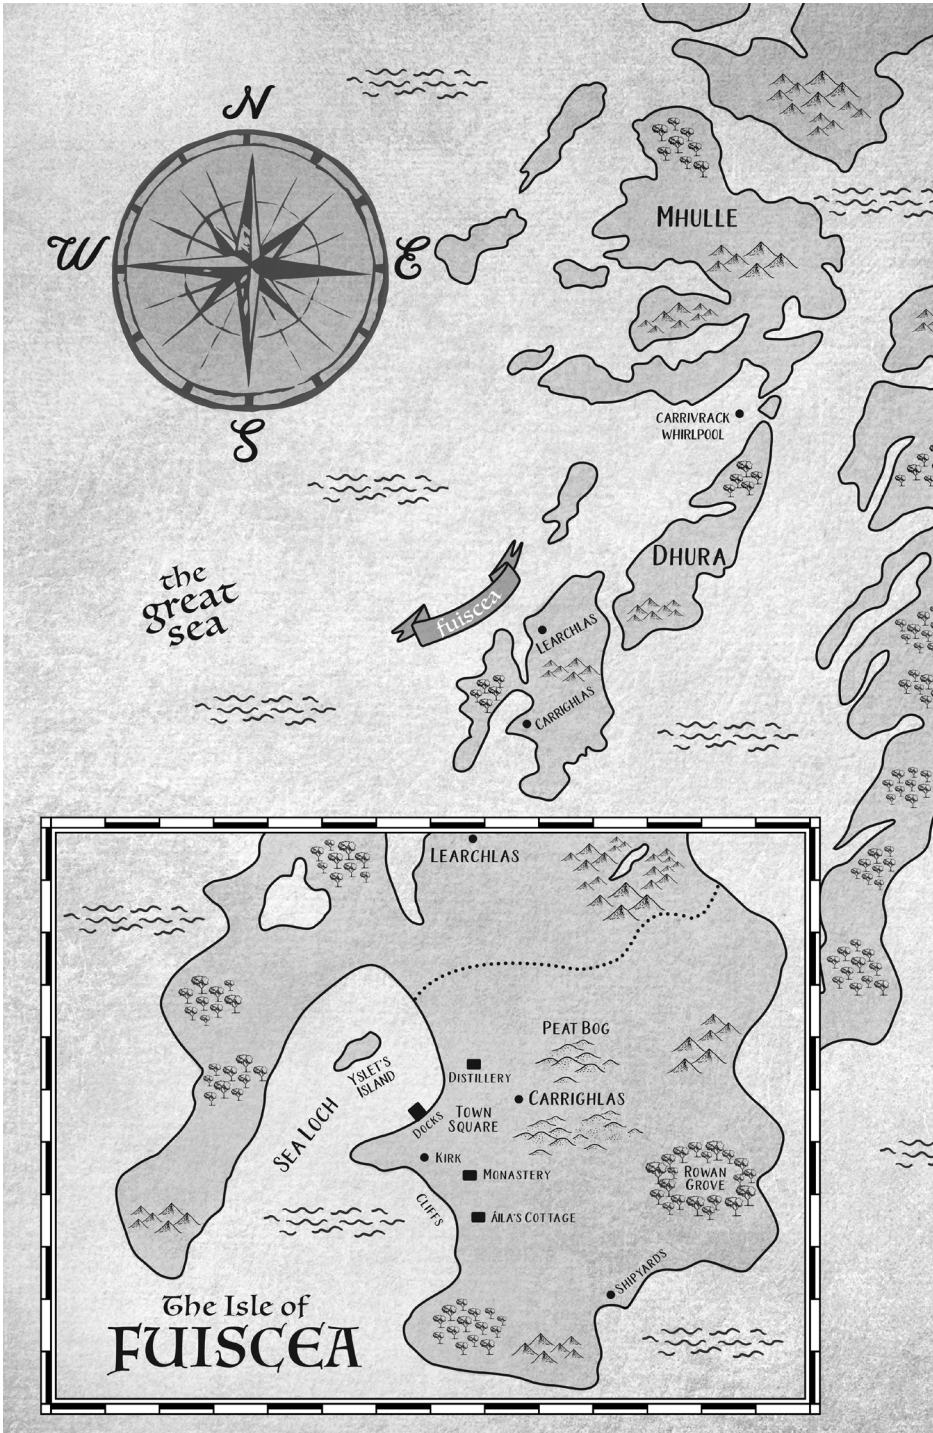 N
W
E
S
MHULLE
CARRIVRACK
WHIRLPOOL
DHURA
the
great
sea
fuiscea
LEARCHLAS
CARRIGHLAS
LEARCHLAS
PEAT BOG
YSLET'S
ISLAND
DISTILLERY
CARRIGHLAS
SEA LOCH
DOCKS
TOWN
SQUARE
KIRK
MONASTERY
ROWAN
GROVE
CLIFFS
ÁILA'S COTTAGE
SHIPYARDS
The Isle of
FUISCEA